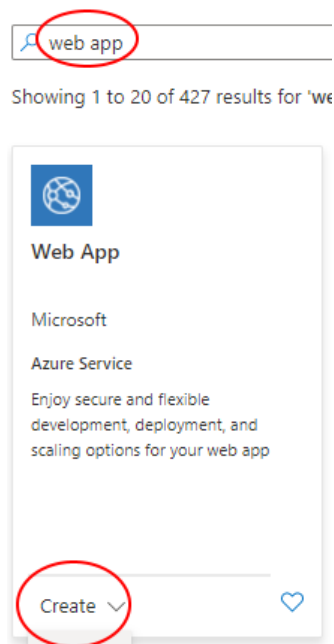 web app
Showing 1 to 20 of 427 results for 'we
Web App
Microsoft
Azure Service
Enjoy secure and flexible
development, deployment, and
scaling options for your web app
Create